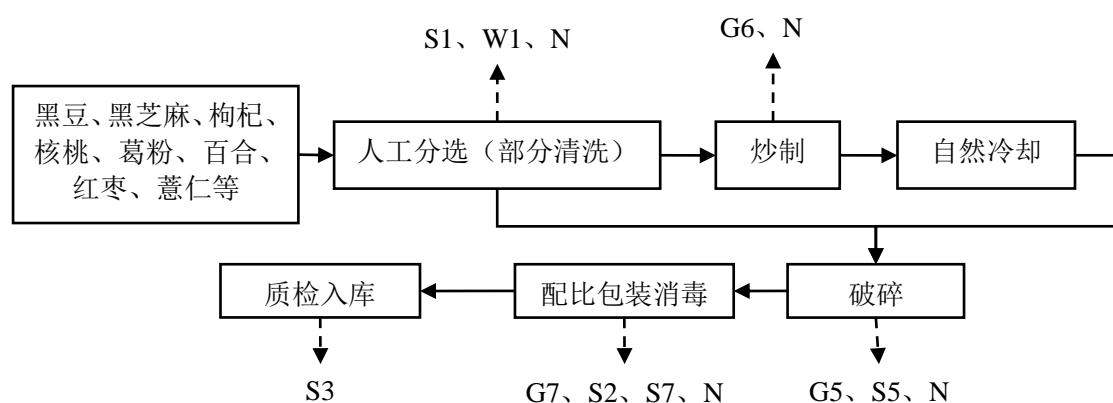 S1、W1、N
G6、N
黑豆、黑芝麻、枸杞、
核桃、葛粉、百合、
红枣、薏仁等
人工分选（部分清洗）
炒制
自然冷却
质检入库
配比包装消毒
破碎
S3
G7、S2、S7、N
G5、S5、N